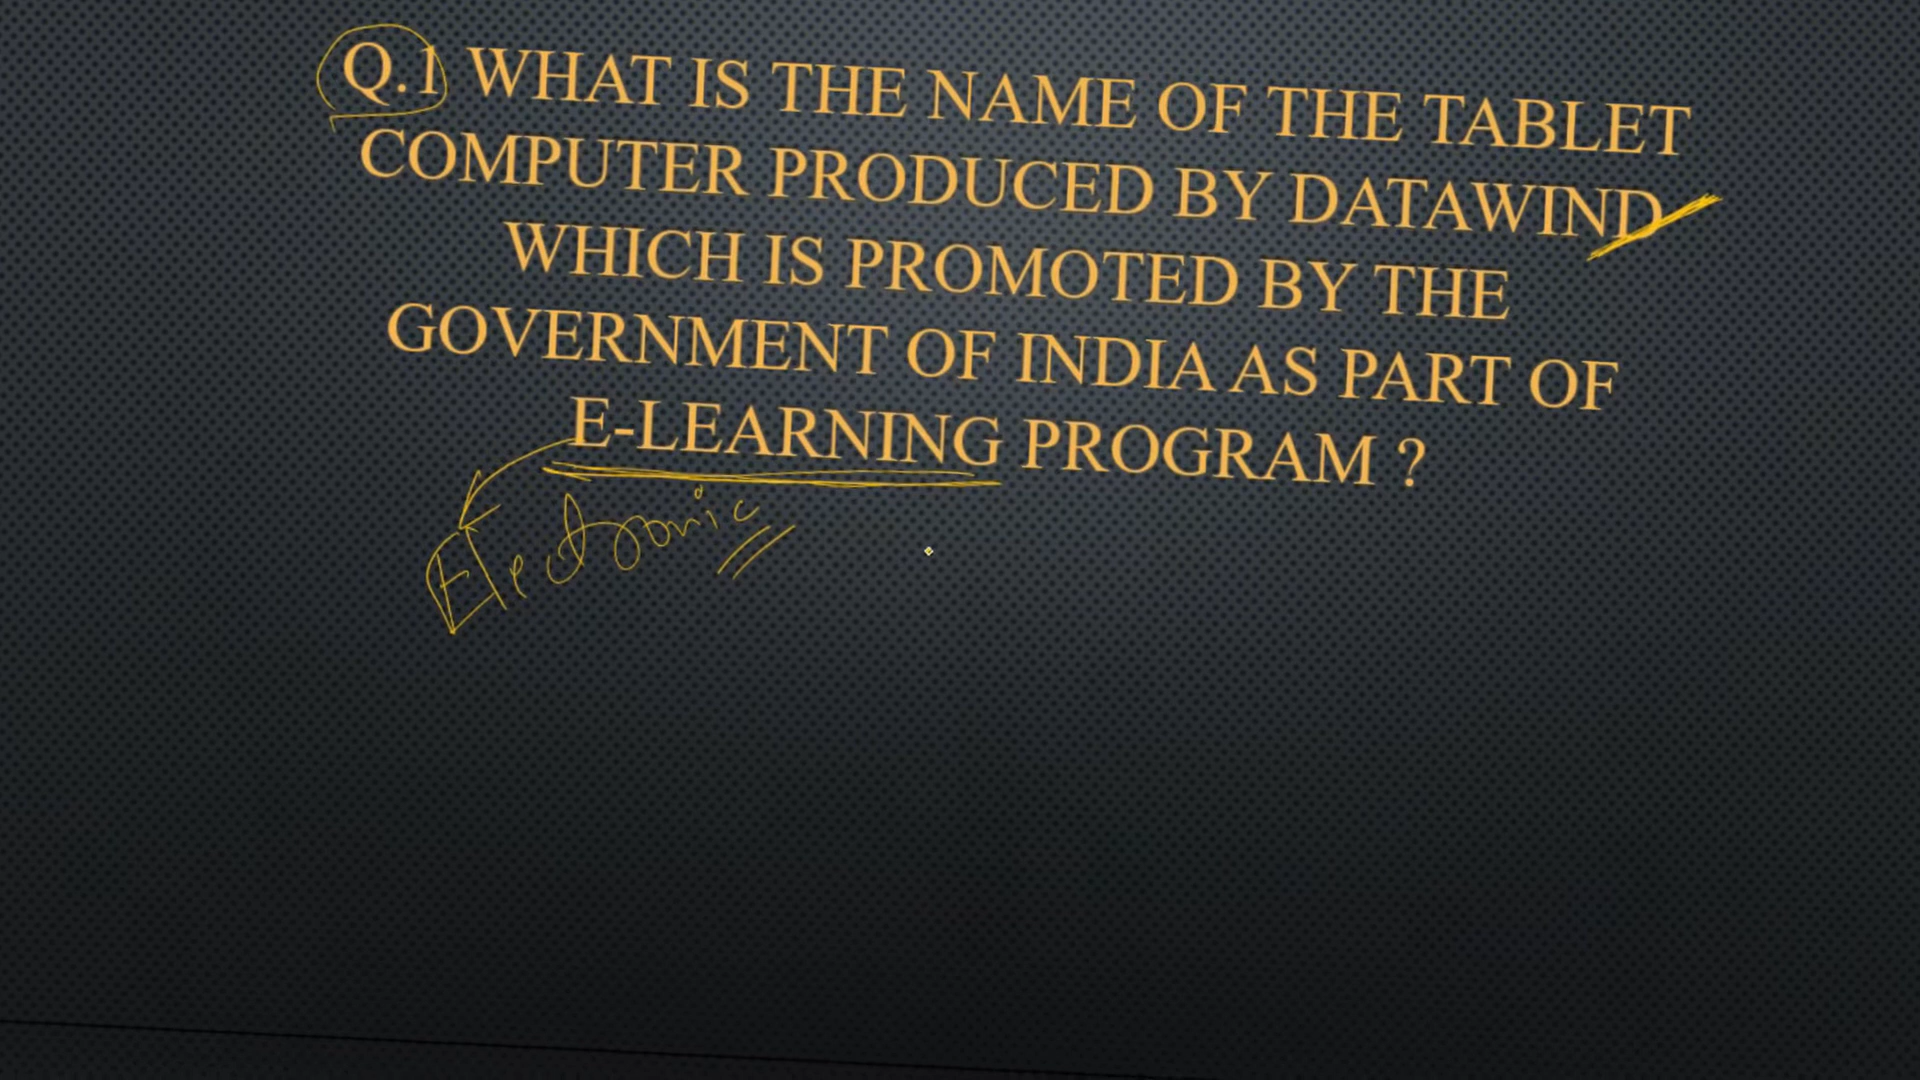 Q.1 WHAT IS THE NAME OF THE TABLET
COMPUTER PRODUCED BY DATAWIND
WHICH IS PROMOTED BY THE
GOVERNMENT OF INDIA AS PART OF
E-LEARNING PROGRAM ?
Electronic